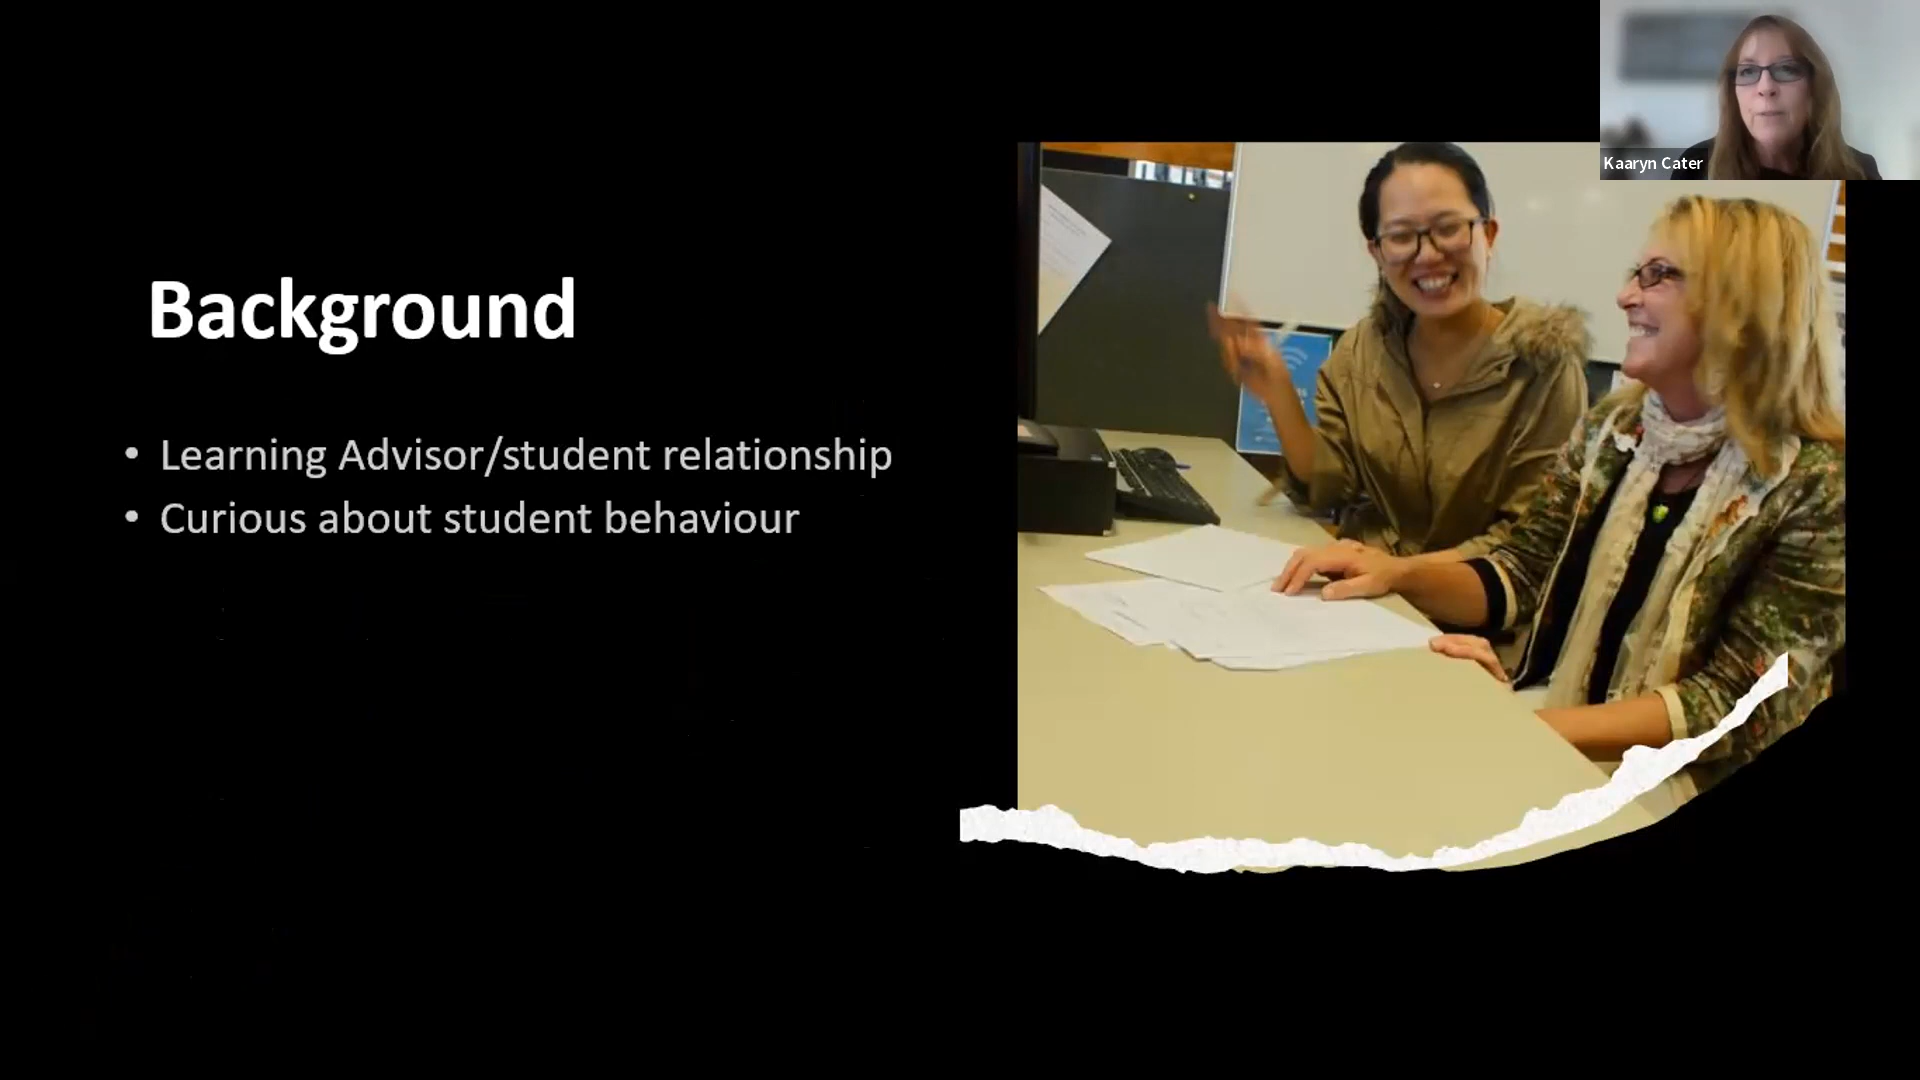 Kaaryn Cater
Background
• Learning Advisor/student relationship
• Curious about student behaviour